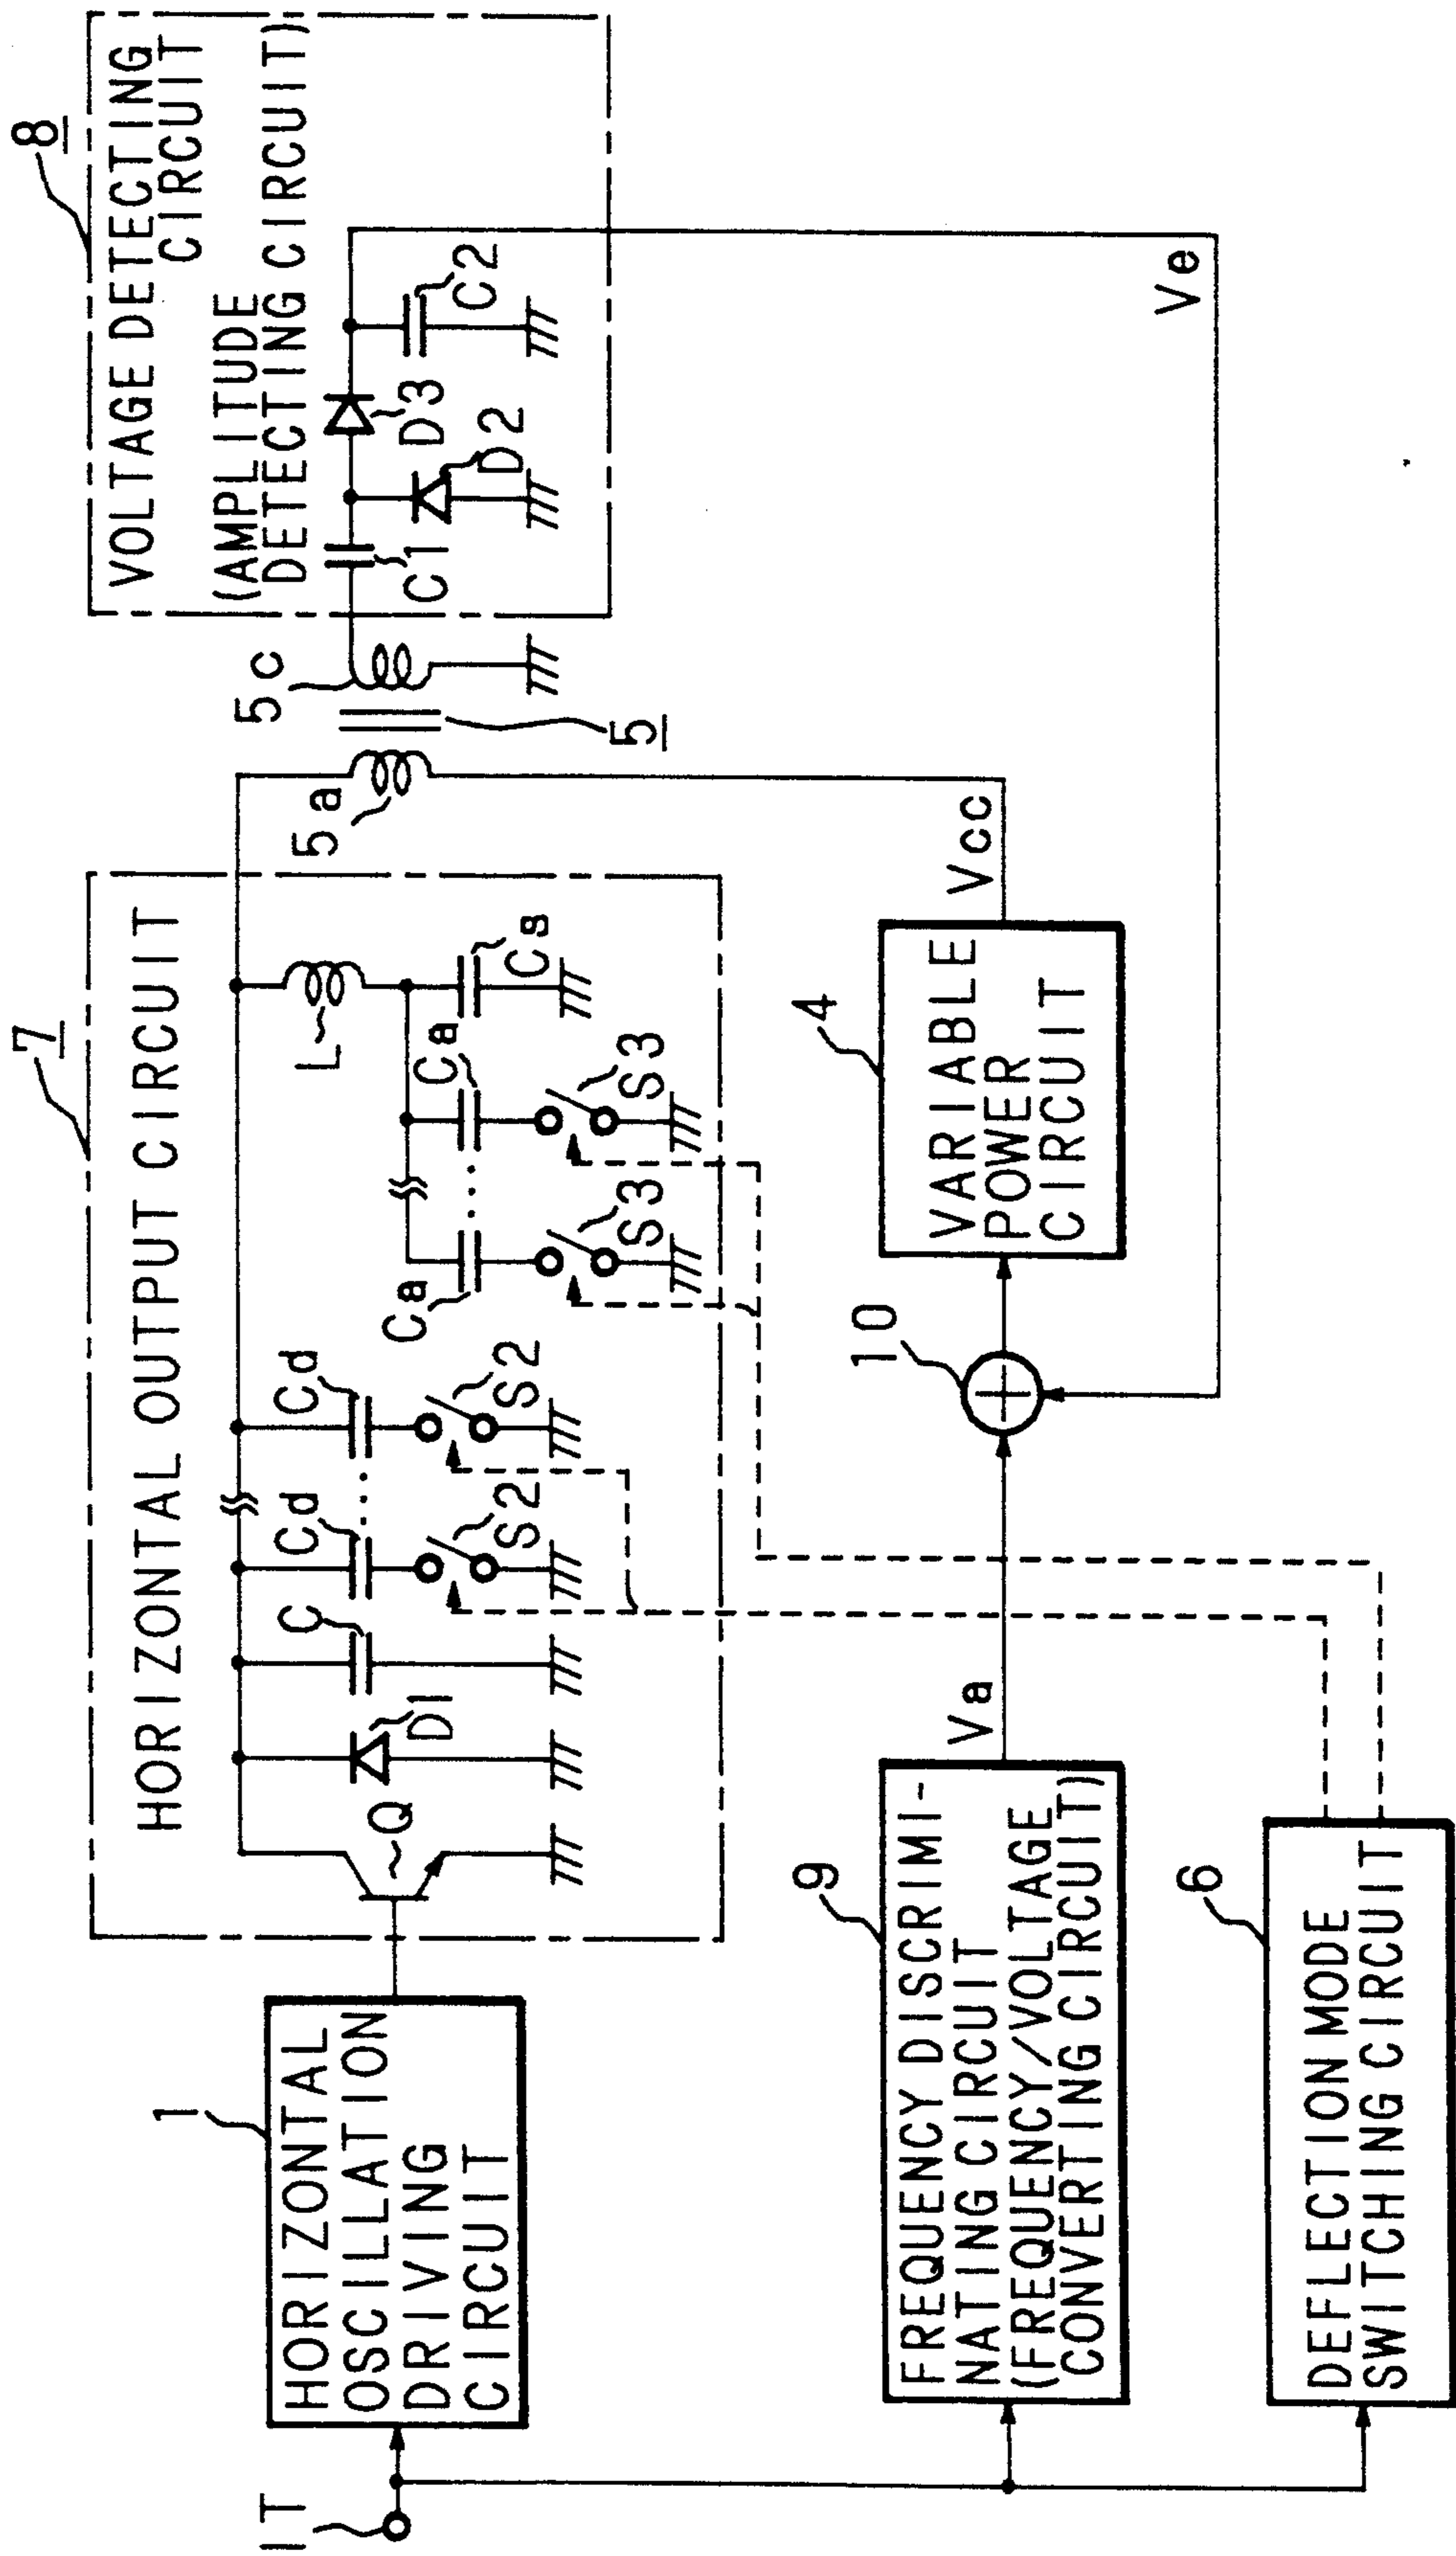 IT
1
HORIZONTAL
OSCILLATION
DRIVING
CIRCUIT
7
HORIZONTAL OUTPUT CIRCUIT
Q
D1
C
Cd
Cd
S2
S2
Ca
Ca
S3
S3
L
Cs
5a
5c
5
8
VOLTAGE DETECTING
CIRCUIT
(AMPLITUDE
DETECTING CIRCUIT)
C1
D2
D3
C2
9
FREQUENCY DISCRIMI-
NATING CIRCUIT
(FREQUENCY/VOLTAGE
CONVERTING CIRCUIT)
Va
10
4
VARIABLE
POWER
CIRCUIT
Vcc
Ve
6
DEFLECTION MODE
SWITCHING CIRCUIT